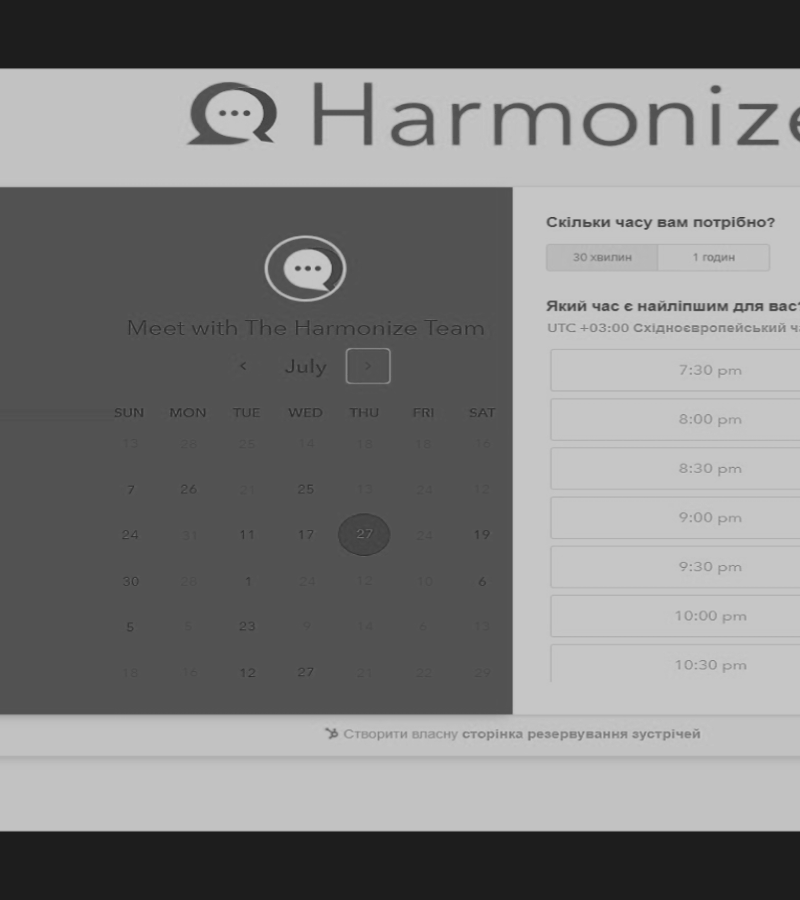 Harmonize
Meet with The Harmonize Team
July
SUN MON TUE WED THU FRI SAT
13 28 25 14 18 18 16
7 26 21 25 12 24 12
24 31 11 17 27 24 19
30 28 1 24 12 10 6
5 5 23 9 14 6 13
18 16 12 27 21 22 29
Скільки часу вам потрібно?
30 хвилин 1 годин
Який час є найліпшим для вас?
UTC +03:00 Східноєвропейський
7:30 pm
8:00 pm
8:30 pm
9:00 pm
9:30 pm
10:00 pm
10:30 pm
Створити власну сторінка резервування зустрічей